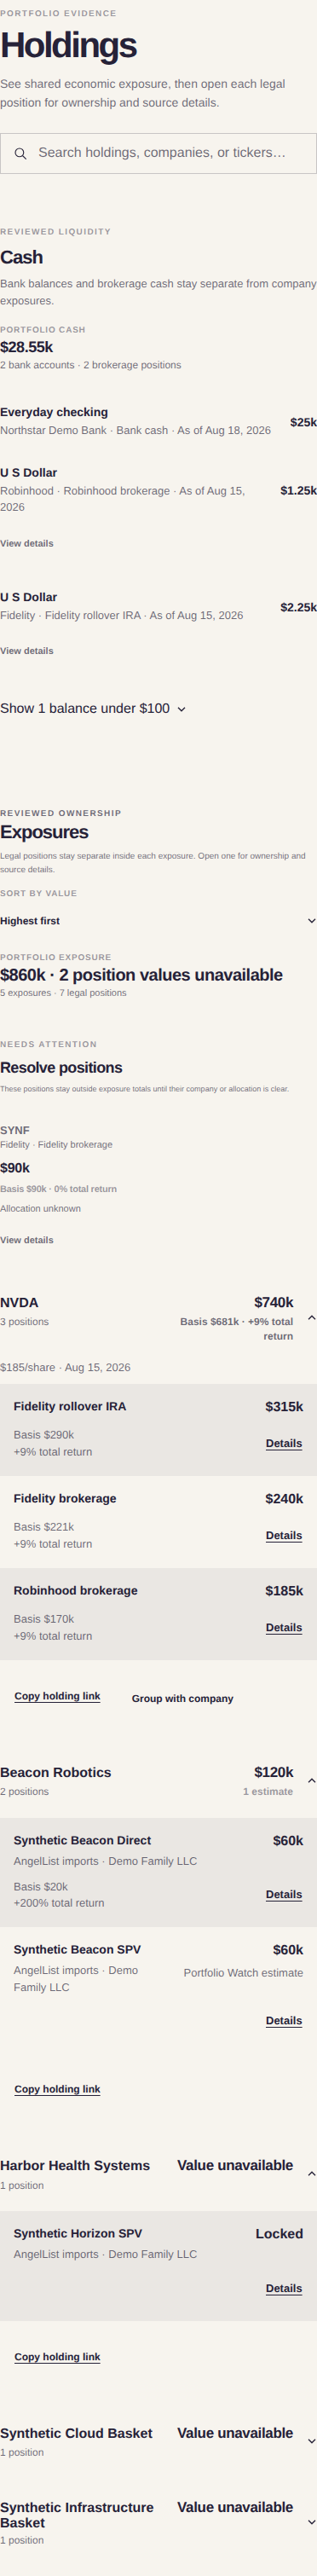 PORTFOLIO EVIDENCE
Holdings
See shared economic exposure, then open each legal
position for ownership and source details.
Search holdings, companies, or tickers…
REVIEWED LIQUIDITY
Cash
Bank balances and brokerage cash stay separate from company
exposures.
PORTFOLIO CASH
$28.55k
2 bank accounts · 2 brokerage positions
Everyday checking
Northstar Demo Bank · Bank cash · As of Aug 18, 2026
$25k
U S Dollar
Robinhood · Robinhood brokerage · As of Aug 15,
2026
$1.25k
View details
U S Dollar
Fidelity · Fidelity rollover IRA · As of Aug 15, 2026
$2.25k
View details
Show 1 balance under $100
REVIEWED OWNERSHIP
Exposures
Legal positions stay separate inside each exposure. Open one for ownership and
source details.
SORT BY VALUE
Highest first
PORTFOLIO EXPOSURE
$860k · 2 position values unavailable
5 exposures · 7 legal positions
NEEDS ATTENTION
Resolve positions
These positions stay outside exposure totals until their company or allocation is clear.
SYNF
Fidelity · Fidelity brokerage
$90k
Basis $90k · 0% total return
Allocation unknown
View details
NVDA
$740k
3 positions
Basis $681k · +9% total
return
$185/share · Aug 15, 2026
Fidelity rollover IRA
$315k
Basis $290k
+9% total return
Details
Fidelity brokerage
$240k
Basis $221k
+9% total return
Details
Robinhood brokerage
$185k
Basis $170k
+9% total return
Details
Copy holding link
Group with company
Beacon Robotics
$120k
2 positions
1 estimate
Synthetic Beacon Direct
$60k
AngelList imports · Demo Family LLC
Basis $20k
+200% total return
Details
Synthetic Beacon SPV
$60k
AngelList imports · Demo
Family LLC
Portfolio Watch estimate
Details
Copy holding link
Harbor Health Systems
Value unavailable
1 position
Synthetic Horizon SPV
Locked
AngelList imports · Demo Family LLC
Details
Copy holding link
Synthetic Cloud Basket
Value unavailable
1 position
Synthetic Infrastructure
Basket
Value unavailable
1 position